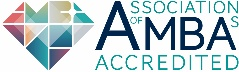 ASSOCIATION
OF AMBAs
ACCREDITED